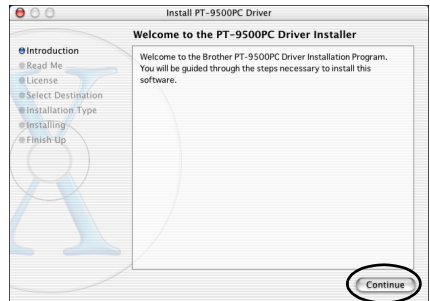 Install PT-9500PC Driver
Welcome to the PT-9500PC Driver Installer
Introduction
Read Me
License
Select Destination
Installation Type
Installing
Finish Up
Welcome to the Brother PT-9500PC Driver Installation Program.
You will be guided through the steps necessary to install this
software.
Continue